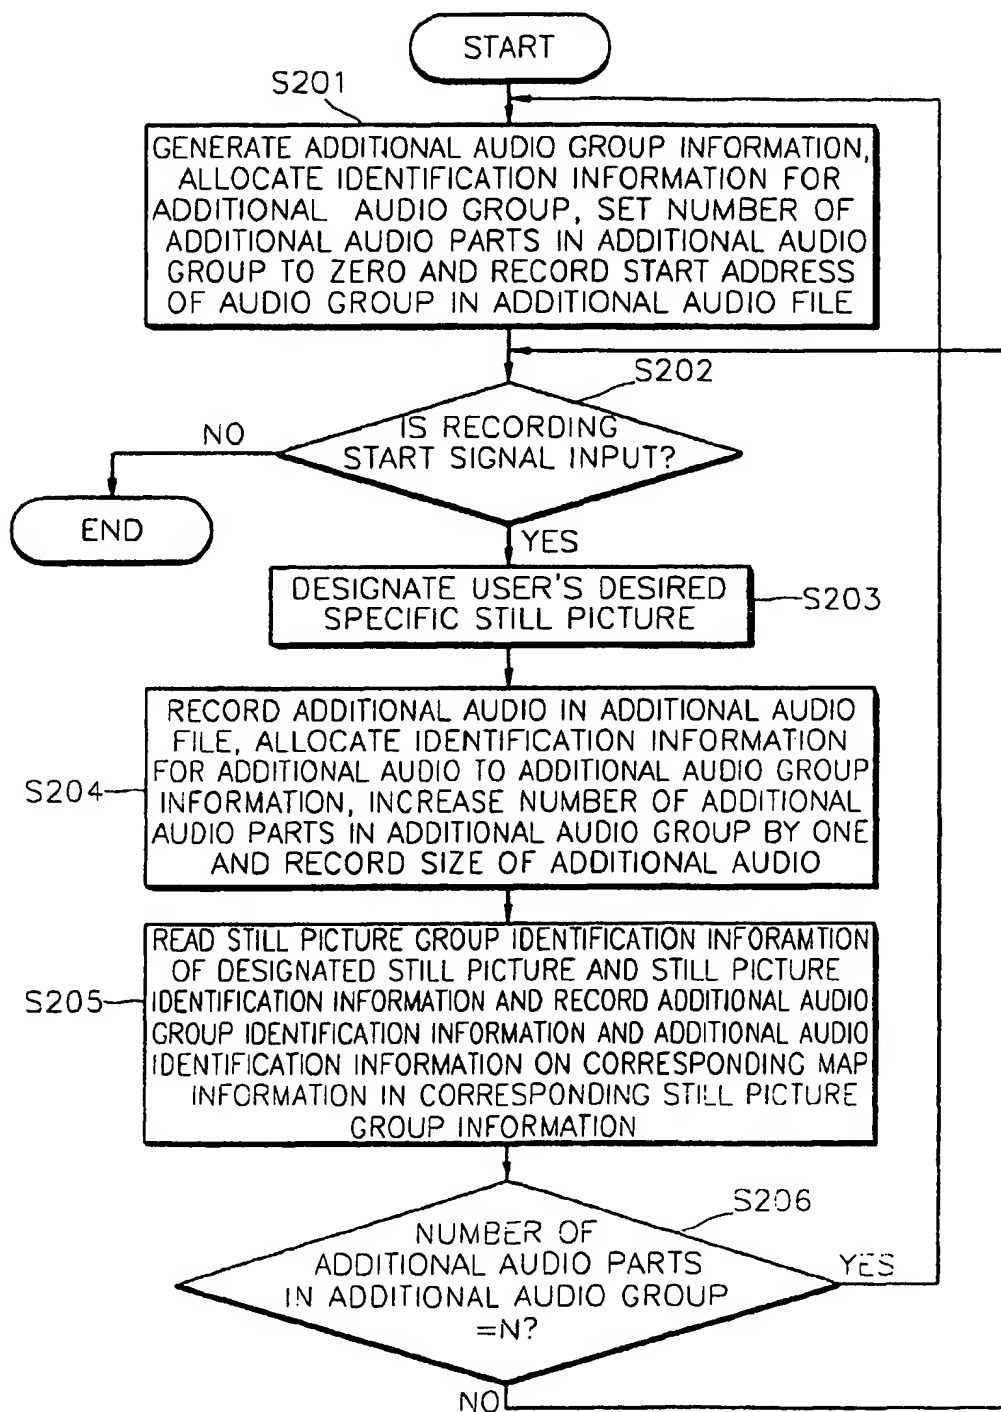 START
S201
GENERATE ADDITIONAL AUDIO GROUP INFORMATION,
ALLOCATE IDENTIFICATION INFORMATION FOR
ADDITIONAL AUDIO GROUP, SET NUMBER OF
ADDITIONAL AUDIO PARTS IN ADDITIONAL AUDIO
GROUP TO ZERO AND RECORD START ADDRESS
OF AUDIO GROUP IN ADDITIONAL AUDIO FILE
S202
IS RECORDING
START SIGNAL INPUT?
NO
END
YES
DESIGNATE USER'S DESIRED
SPECIFIC STILL PICTURE
S203
RECORD ADDITIONAL AUDIO IN ADDITIONAL AUDIO
FILE, ALLOCATE IDENTIFICATION INFORMATION
FOR ADDITIONAL AUDIO TO ADDITIONAL AUDIO GROUP
INFORMATION, INCREASE NUMBER OF ADDITIONAL
AUDIO PARTS IN ADDITIONAL AUDIO GROUP BY ONE
AND RECORD SIZE OF ADDITIONAL AUDIO
S204
READ STILL PICTURE GROUP IDENTIFICATION INFORAMTION
OF DESIGNATED STILL PICTURE AND STILL PICTURE
IDENTIFICATION INFORMATION AND RECORD ADDITIONAL AUDIO
GROUP IDENTIFICATION INFORMATION AND ADDITIONAL AUDIO
IDENTIFICATION INFORMATION ON CORRESPONDING MAP
INFORMATION IN CORRESPONDING STILL PICTURE
GROUP INFORMATION
S205
S206
NUMBER OF
ADDITIONAL AUDIO PARTS
IN ADDITIONAL AUDIO GROUP
=N?
YES
NO